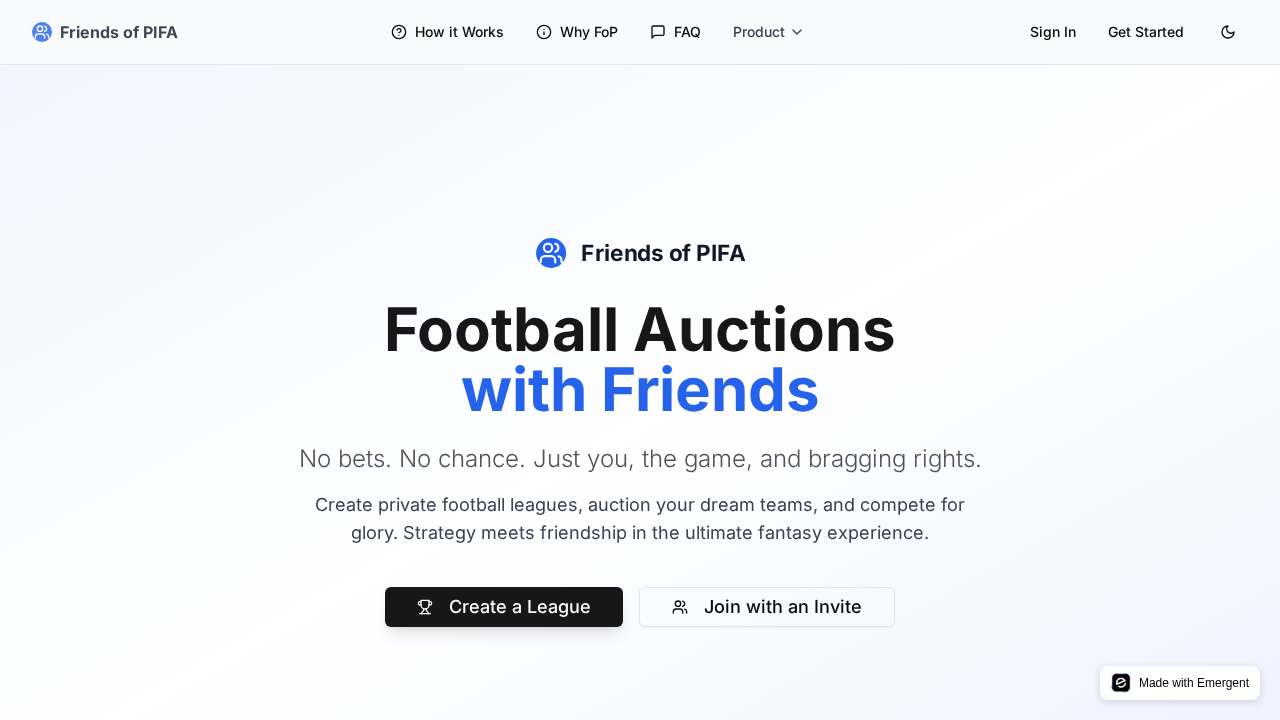 Friends of PIFA
How it Works
Why FoP
FAQ
Product
Sign In
Get Started
Friends of PIFA
Football Auctions
with Friends
No bets. No chance. Just you, the game, and bragging rights.
Create private football leagues, auction your dream teams, and compete for
glory. Strategy meets friendship in the ultimate fantasy experience.
Create a League
Join with an Invite
Made with Emergent